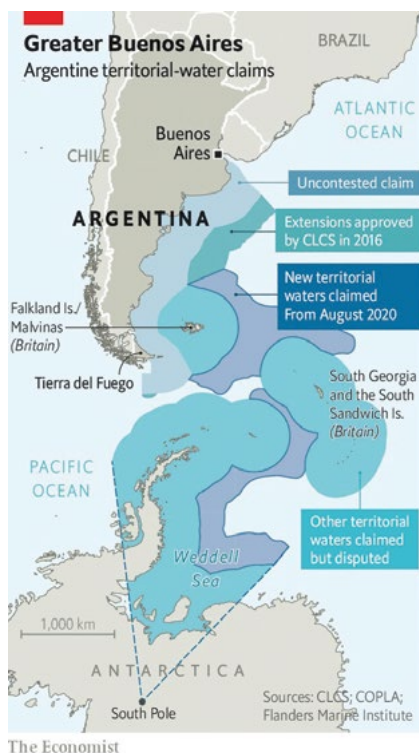 Greater Buenos Aires
Argentine territorial-water claims
BRAZIL
ATLANTIC
OCEAN
Buenos
Aires
CHILE
Uncontested claim
ARGENTINA
Extensions approved
by CLCS in 2016
New territorial
waters claimed
From August 2020
Falkland Is./
Malvinas
(Britain)
Tierra del Fuego
South Georgia
and the South
Sandwich Is.
(Britain)
PACIFIC
OCEAN
Other territorial
waters claimed
but disputed
Weddell
Sea
1,000 km
ANTARCTICA
South Pole
Sources: CLCS; COPLA;
Flanders Marine Institute
The Economist